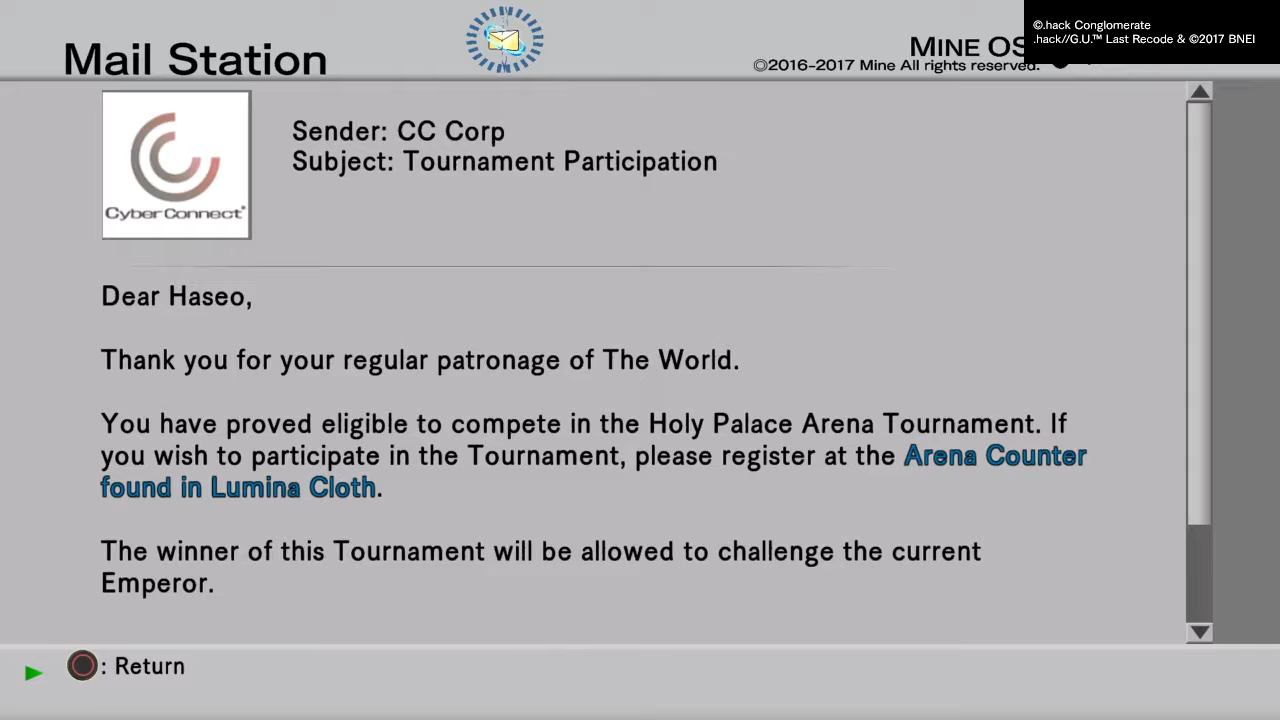 ©.hack Conglomerate
.hack//G.U.™ Last Recode & ©2017 BNEI
Mail Station
MINE OS
©2016-2017 Mine All rights reserved.
CyberConnect®
Sender: CC Corp
Subject: Tournament Participation
Dear Haseo,
Thank you for your regular patronage of The World.
You have proved eligible to compete in the Holy Palace Arena Tournament. If
you wish to participate in the Tournament, please register at the Arena Counter
found in Lumina Cloth.
The winner of this Tournament will be allowed to challenge the current
Emperor.
: Return